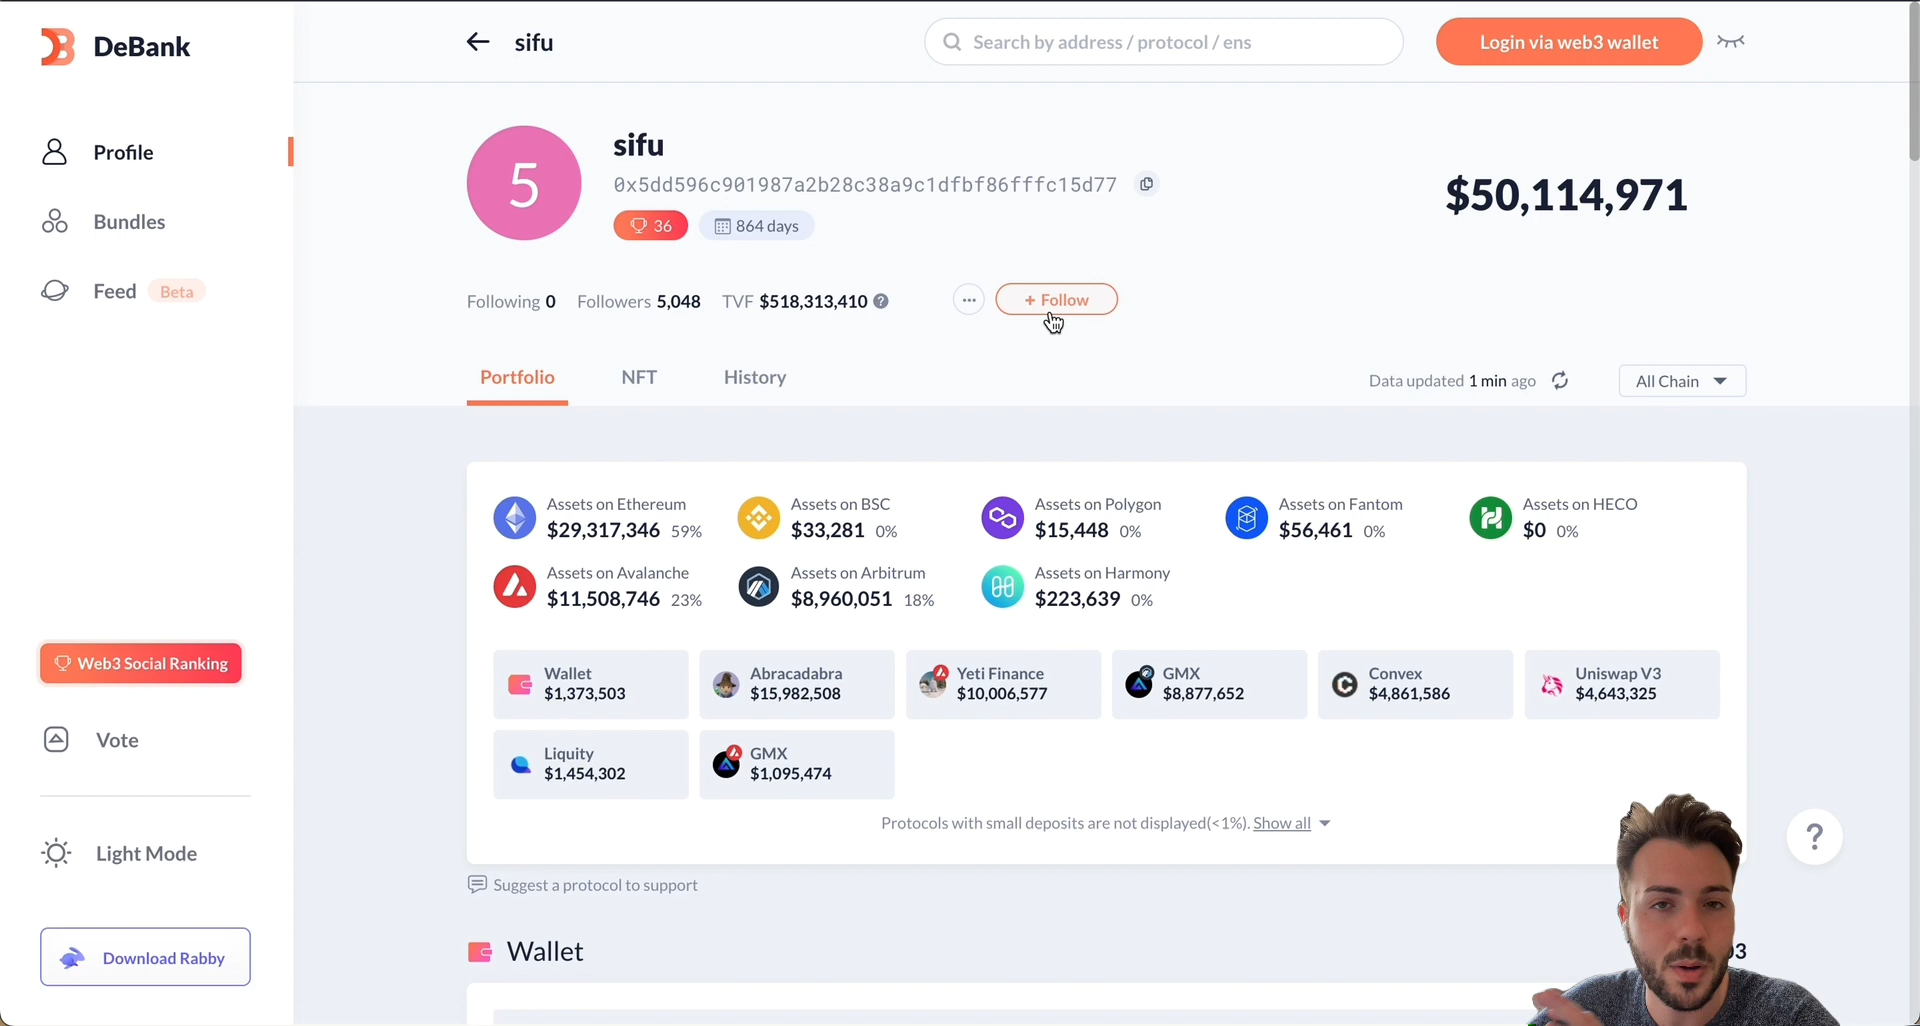 DeBank
sifu
Search by address / protocol / ens
Login via web3 wallet
Profile
Bundles
Feed Beta
5
sifu
0x5dd596c901987a2b28c38a9c1dfbf86fffc15d77
36
864 days
$50,114,971
Following 0 Followers 5,048 TVF $518,313,410 ?
... + Follow
Portfolio NFT History
Data updated 1 min ago
All Chain
Assets on Ethereum
$29,317,346 59%
Assets on BSC
$33,281 0%
Assets on Polygon
$15,448 0%
Assets on Fantom
$56,461 0%
Assets on HECO
$0 0%
Assets on Avalanche
$11,508,746 23%
Assets on Arbitrum
$8,960,051 18%
Assets on Harmony
$223,639 0%
Wallet
$1,373,503
Abracadabra
$15,982,508
Yeti Finance
$10,006,577
GMX
$8,877,652
Convex
$4,861,586
Uniswap V3
$4,643,325
Liquity
$1,454,302
GMX
$1,095,474
Protocols with small deposits are not displayed(<1%). Show all
Suggest a protocol to support
Wallet
Web3 Social Ranking
Vote
Light Mode
Download Rabby
?